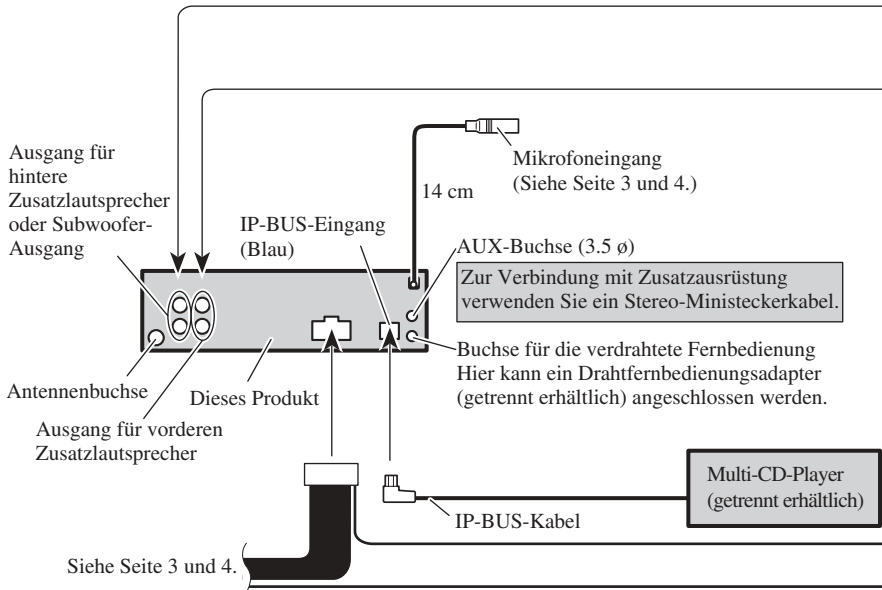 Ausgang für
hintere
Zusatzlautsprecher
oder Subwoofer-
Ausgang
IP-BUS-Eingang
(Blau)
14 cm
Mikrofoneingang
(Siehe Seite 3 und 4.)
AUX-Buchse (3.5 ø)
Zur Verbindung mit Zusatzausrüstung
verwenden Sie ein Stereo-Ministeckerkabel.
Buchse für die verdrahtete Fernbedienung
Hier kann ein Drahtfernbedienungsadapter
(getrennt erhältlich) angeschlossen werden.
Antennenbuchse
Dieses Produkt
Ausgang für vorderen
Zusatzlautsprecher
Multi-CD-Player
(getrennt erhältlich)
IP-BUS-Kabel
Siehe Seite 3 und 4.